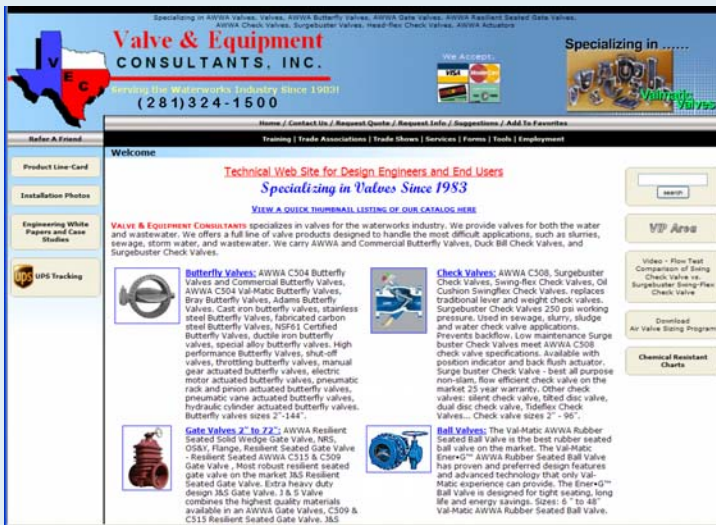 Specializing in AWWA Valves, Valves, AWWA Butterfly Valves, AWWA Gate Valves, AWWA Resilient Seated Gate Valves,
AWWA Check Valves, Surgebuster Valves, Head-flex Check Valves, AWWA Actuators
VEC
Valve & Equipment
CONSULTANTS, INC.
Serving the Waterworks Industry Since 1983!
(281)324-1500
We Accept:
VISA
MasterCard
Specializing in ......
Valmatic
Valves
Home / Contact Us / Request Quote / Request Info / Suggestions / Add To Favorites
Refer A Friend
Training | Trade Associations | Trade Shows | Services | Forms | Tools | Employment
Product Line-Card
Installation Photos
Engineering White
Papers and Case
Studies
ups UPS Tracking
Welcome
Technical Web Site for Design Engineers and End Users
Specializing in Valves Since 1983
VIEW A QUICK THUMBNAIL LISTING OF OUR CATALOG HERE
VALVE & EQUIPMENT CONSULTANTS specializes in valves for the waterworks industry. We provide valves for both the water
and wastewater. We offers a full line of valve products designed to handle the most difficult applications, such as slurries,
sewage, storm water, and wastewater. We carry AWWA and Commercial Butterfly Valves, Duck Bill Check Valves, and
Surgebuster Check Valves.
Butterfly Valves: AWWA C504 Butterfly
Valves and Commercial Butterfly Valves,
AWWA C504 Val-Matic Butterfly Valves,
Bray Butterfly Valves, Adams Butterfly
Valves. Cast iron butterfly valves, stainless
steel Butterfly Valves, fabricated carbon
steel Butterfly Valves, NSF61 Certified
Butterfly Valves, ductile iron butterfly
valves, special alloy butterfly valves. High
performance Butterfly Valves, shut-off
valves, throttling butterfly valves, manual
gear actuated butterfly valves, electric
motor actuated butterfly valves, pneumatic
rack and pinion actuated butterfly valves,
pneumatic vane actuated butterfly valves,
hydraulic cylinder actuated butterfly valves.
Butterfly valves sizes 2"-144".
Check Valves: AWWA C508, Surgebuster
Check Valves, Swing-flex Check Valves, Oil
Cushion Swingflex Check Valves. replaces
traditional lever and weight check valves.
Surgebuster Check Valves 250 psi working
pressure. Used in sewage, slurry, sludge
and water check valve applications.
Prevents backflow. Low maintenance Surge
buster Check Valves meet AWWA C508
check valve specifications. Available with
position indicator and back flush actuator.
Surge buster Check Valve - best all purpose
non-slam, flow efficient check valve on the
market 25 year warranty. Other check
valves: silent check valve, tilted disc valve,
dual disc check valve, Tideflex Check
Valves... Check valve sizes 2" - 96".
Gate Valves 2" to 72": AWWA Resilient
Seated Solid Wedge Gate Valve, NRS,
OS&Y, Flange, Resilient Seated Gate Valve
- Resilient Seated AWWA C515 & C509
Gate Valve , Most robust resilient seated
gate valve on the market J&S Resilient
Seated Gate Valve. Extra heavy duty
design J&S Gate Valve. J & S Valve
combines the highest quality materials
available in an AWWA Gate Valves, C509 &
C515 Resilient Seated Gate Valve. J&S
Ball Valves: The Val-Matic AWWA Rubber
Seated Ball Valve is the best rubber seated
ball valve on the market. The Val-Matic
Ener•G™ AWWA Rubber Seated Ball Valve
has proven and preferred design features
and advanced technology that only Val-
Matic experience can provide. The Ener•G™
Ball Valve is designed for tight seating, long
life and energy savings. Sizes: 6 " to 48"
Val-Matic AWWA Rubber Seated Ball Valve.
search
VIP Area
Video - Flow Test
Comparison of Swing
Check Valve vs.
Surgebuster Swing-Flex
Check Valve
Download
Air Valve Sizing Program
Chemical Resistant
Charts